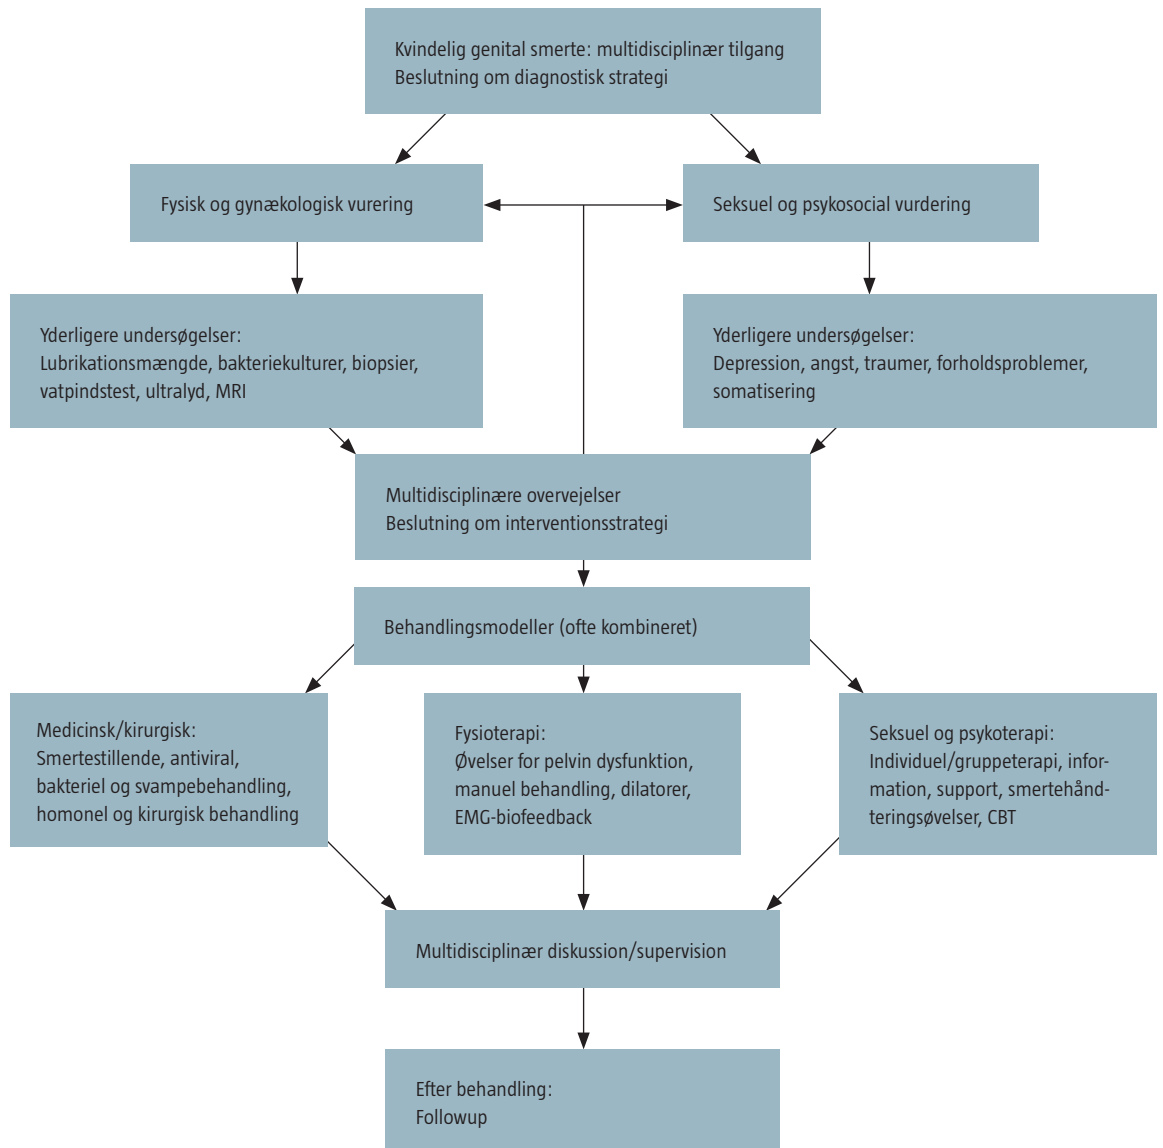 Kvindelig genital smerte: multidisciplinær tilgang
Beslutning om diagnostisk strategi
Fysisk og gynækologisk vurering
Seksuel og psykosocial vurdering
Yderligere undersøgelser:
Lubrikationsmængde, bakteriekulturer, biopsier,
vatpindstest, ultralyd, MRI
Yderligere undersøgelser:
Depression, angst, traumer, forholdsproblemer,
somatisering
Multidisciplinære overvejelser
Beslutning om interventionsstrategi
Behandlingsmodeller (ofte kombineret)
Medicinsk/kirurgisk:
Smertestillende, antiviral,
bakteriel og svampebehandling,
homonel og kirurgisk behandling
Fysioterapi:
Øvelser for pelvin dysfunktion,
manuel behandling, dilatorer,
EMG-biofeedback
Seksuel og psykoterapi:
Individuel/gruppeterapi, infor-
mation, support, smertehånd-
teringsøvelser, CBT
Multidisciplinær diskussion/supervision
Efter behandling:
Followup